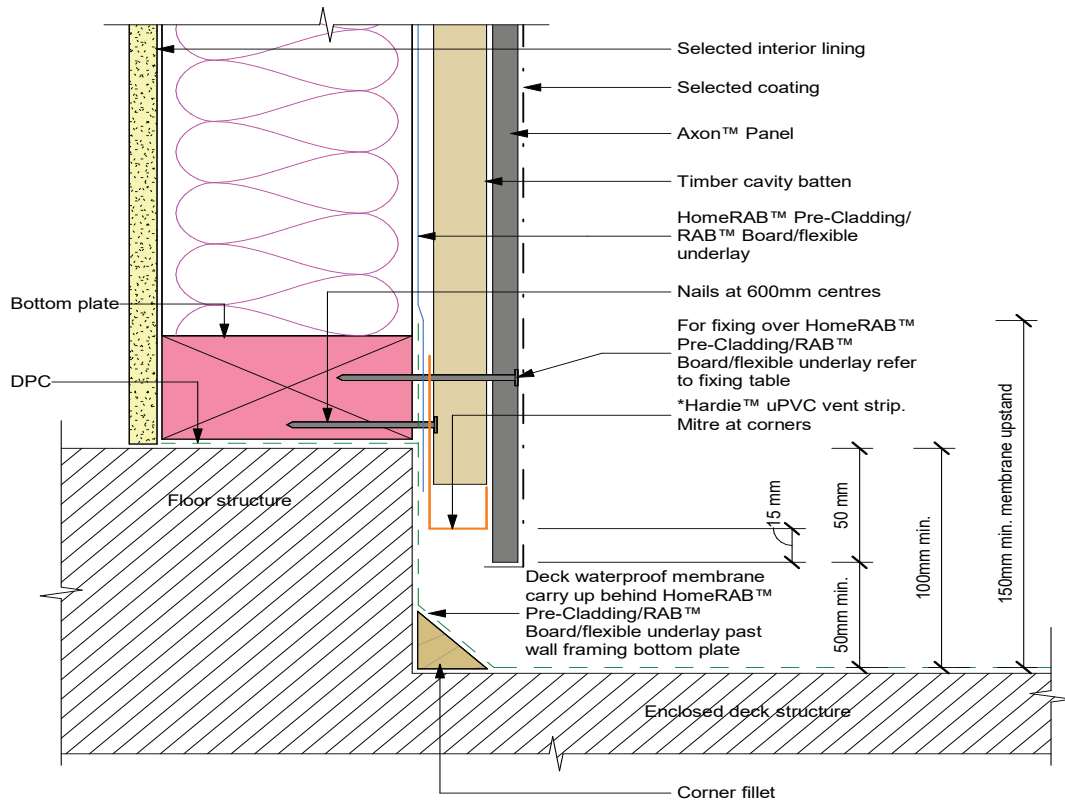 Selected interior lining
Selected coating
Axon™ Panel
Timber cavity batten
HomeRAB™ Pre-Cladding/
RAB™ Board/flexible
underlay
Nails at 600mm centres
For fixing over HomeRAB™
Pre-Cladding/RAB™
Board/flexible underlay refer
to fixing table
*Hardie™ uPVC vent strip.
Mitre at corners
Bottom plate
DPC
Floor structure
15 mm
50 mm
50mm min.
100mm min.
150mm min. membrane upstand
Deck waterproof membrane
carry up behind HomeRAB™
Pre-Cladding/RAB™
Board/flexible underlay past
wall framing bottom plate
Enclosed deck structure
Corner fillet